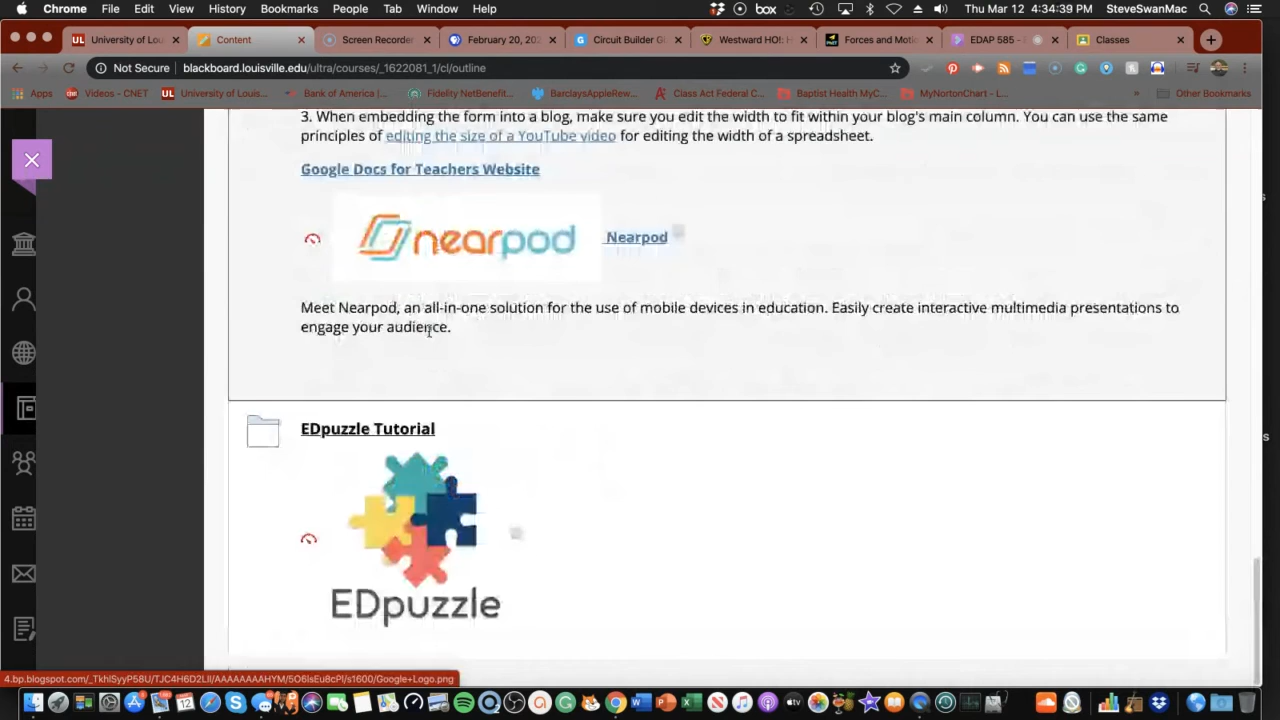 Chrome File Edit View History Bookmarks People Tab Window Help box Thu Mar 12 4:34:39 PM SteveSwanMac
University of Lou Content Screen Recorder February 20, 202 Circuit Builder Gi Westward HO!: H Forces and Motio EDAP 585 - Classes
Not Secure blackboard.louisville.edu/ultra/courses/_1622081_1/cl/outline
Apps Videos - CNET University of Louis... Bank of America |... Fidelity NetBenefit... BarclaysAppleRew... Class Act Federal C... Baptist Health MyC... MyNortonChart - L... » Other Bookmarks
3. When embedding the form into a blog, make sure you edit the width to fit within your blog's main column. You can use the same
principles of editing the size of a YouTube video for editing the width of a spreadsheet.
Google Docs for Teachers Website
nearpod Nearpod
Meet Nearpod, an all-in-one solution for the use of mobile devices in education. Easily create interactive multimedia presentations to
engage your audience.
EDpuzzle Tutorial
EDpuzzle